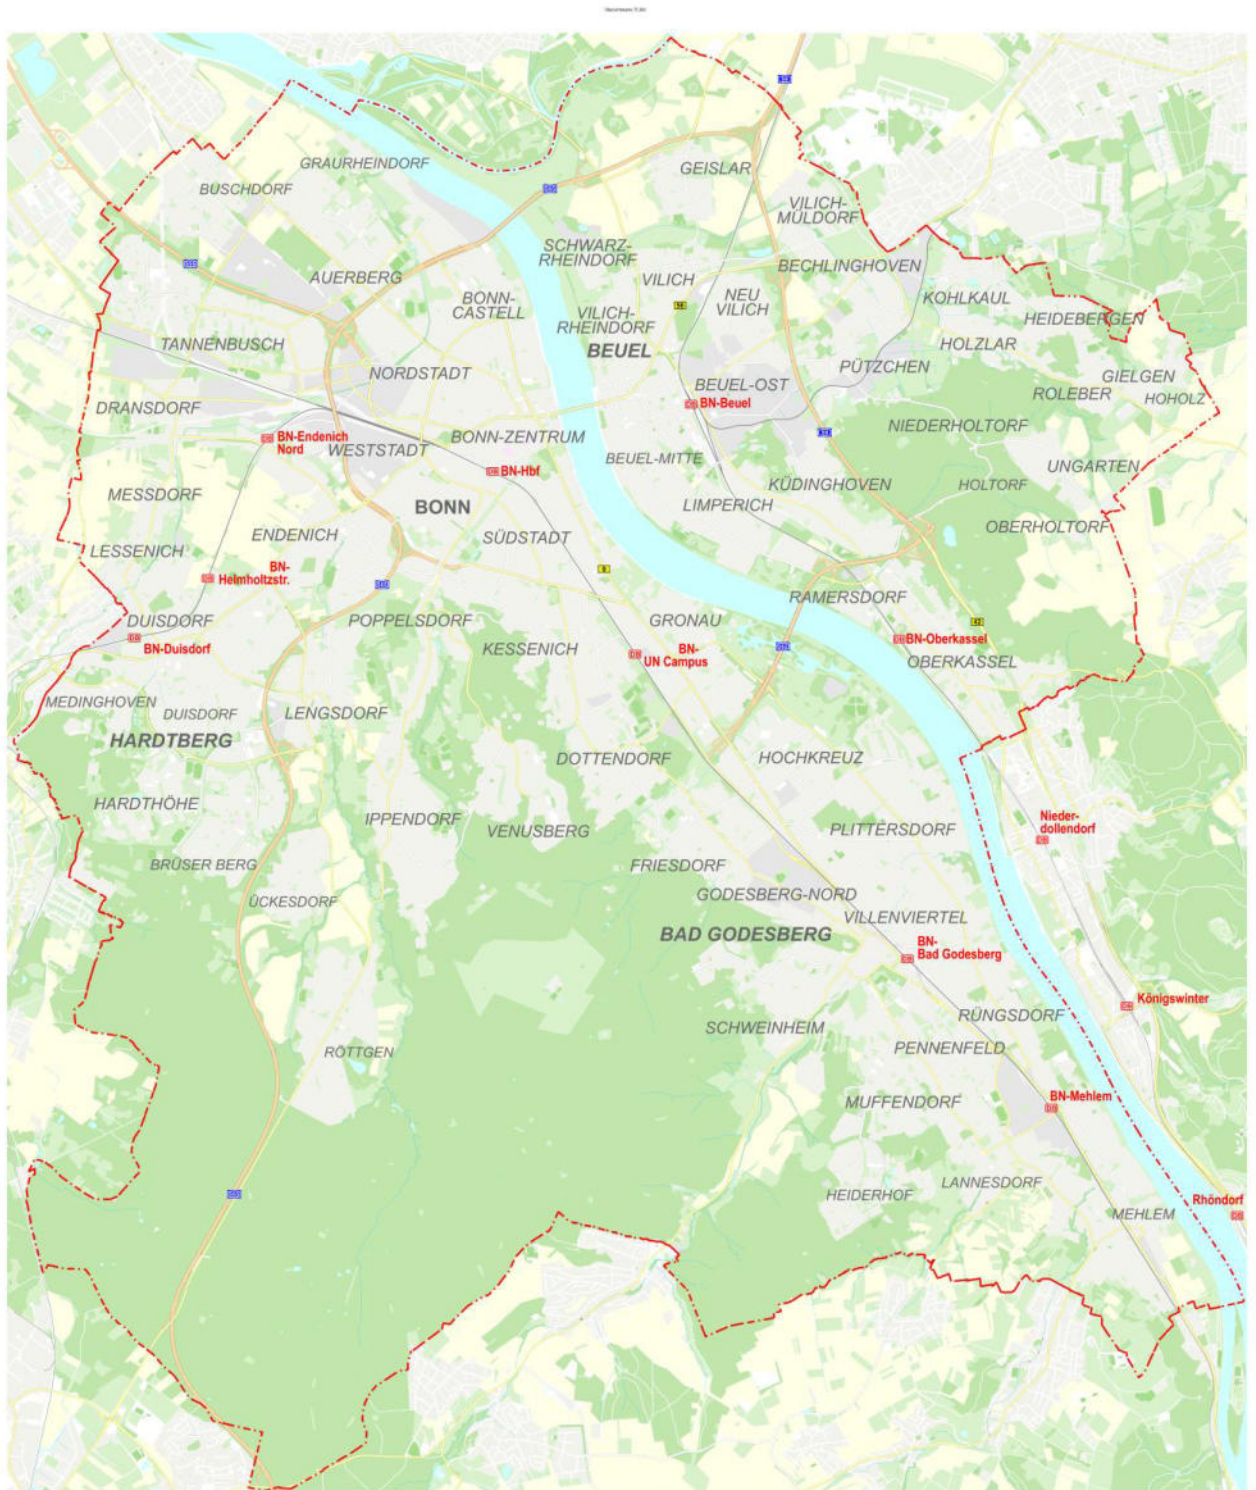 GRAURHEINDORF
BUSCHDORF
GEISLAR
VILICH-
MÜLDORF
SCHWARZ-
RHEINDORF
BECHLINGHOVEN
AUERBERG
VILICH
BONN-
CASTELL
NEU
VILICH
KOHLKAUL
56
VILICH-
RHEINDORF
HEIDEBERGEN
TANNENBUSCH
BEUEL
HOLZLAR
PÜTZCHEN
NORDSTADT
GIELGEN
BEUEL-OST
ROLEBER
HOHOLZ
BN-Beuel
DRANSDORF
NIEDERHOLTORF
BN-Endenich
Nord
WESTSTADT
BONN-ZENTRUM
BEUEL-MITTE
UNGARTEN
BN-Hbf
KÜDINGHOVEN
HOLTORF
MESSDORF
LIMPERICH
BONN
OBERHOLTORF
ENDENICH
SÜDSTADT
LESSENICH
BN-
Helmholtzstr.
9
RAMERSDORF
DUISDORF
POPPELSDORF
GRONAU
42
BN-Duisdorf
KESSENICH
BN-
UN Campus
BN-Oberkassel
OBERKASSEL
MEDINGHOVEN
DUISDORF
LENGSDORF
HARDTBERG
DOTTENDORF
HOCHKREUZ
HARDTHÖHE
IPPENDORF
VENUSBERG
PLITTERSDORF
Nieder-
dollendorf
BRÜSER BERG
FRIESDORF
ÜCKESDORF
GODESBERG-NORD
VILLENVIERTEL
BAD GODESBERG
BN-
Bad Godesberg
Königswinter
RÜNGSDORF
SCHWEINHEIM
RÖTTGEN
PENNENFELD
MUFFENDORF
BN-Mehlem
LANNESDORF
HEIDERHOF
Rhöndorf
MEHLEM